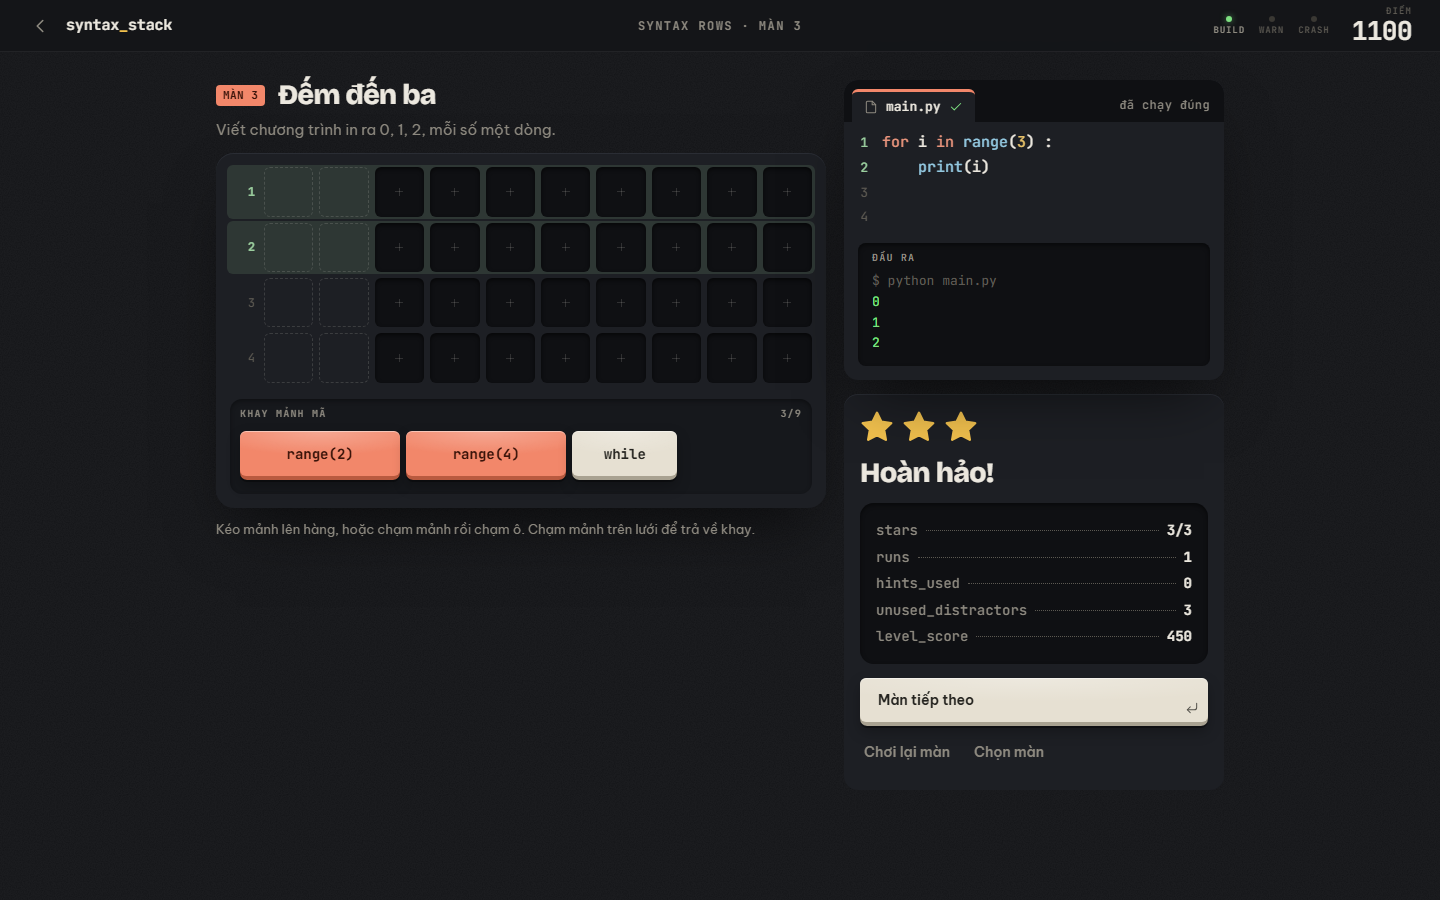 syntax_stack
SYNTAX ROWS · MÀN 3
BUILD WARN CRASH
ĐIỂM
1100
MÀN 3
Đếm đến ba
Viết chương trình in ra 0, 1, 2, mỗi số một dòng.
1
2
3
4
KHAY MẢNH MÃ
3/9
range(2)
range(4)
while
Kéo mảnh lên hàng, hoặc chạm mảnh rồi chạm ô. Chạm mảnh trên lưới để trả về khay.
main.py
đã chạy đúng
1 for i in range(3) :
2     print(i)
3
4
ĐẦU RA
$ python main.py
0
1
2
Hoàn hảo!
stars 3/3
runs 1
hints_used 0
unused_distractors 3
level_score 450
Màn tiếp theo
Chơi lại màn
Chọn màn